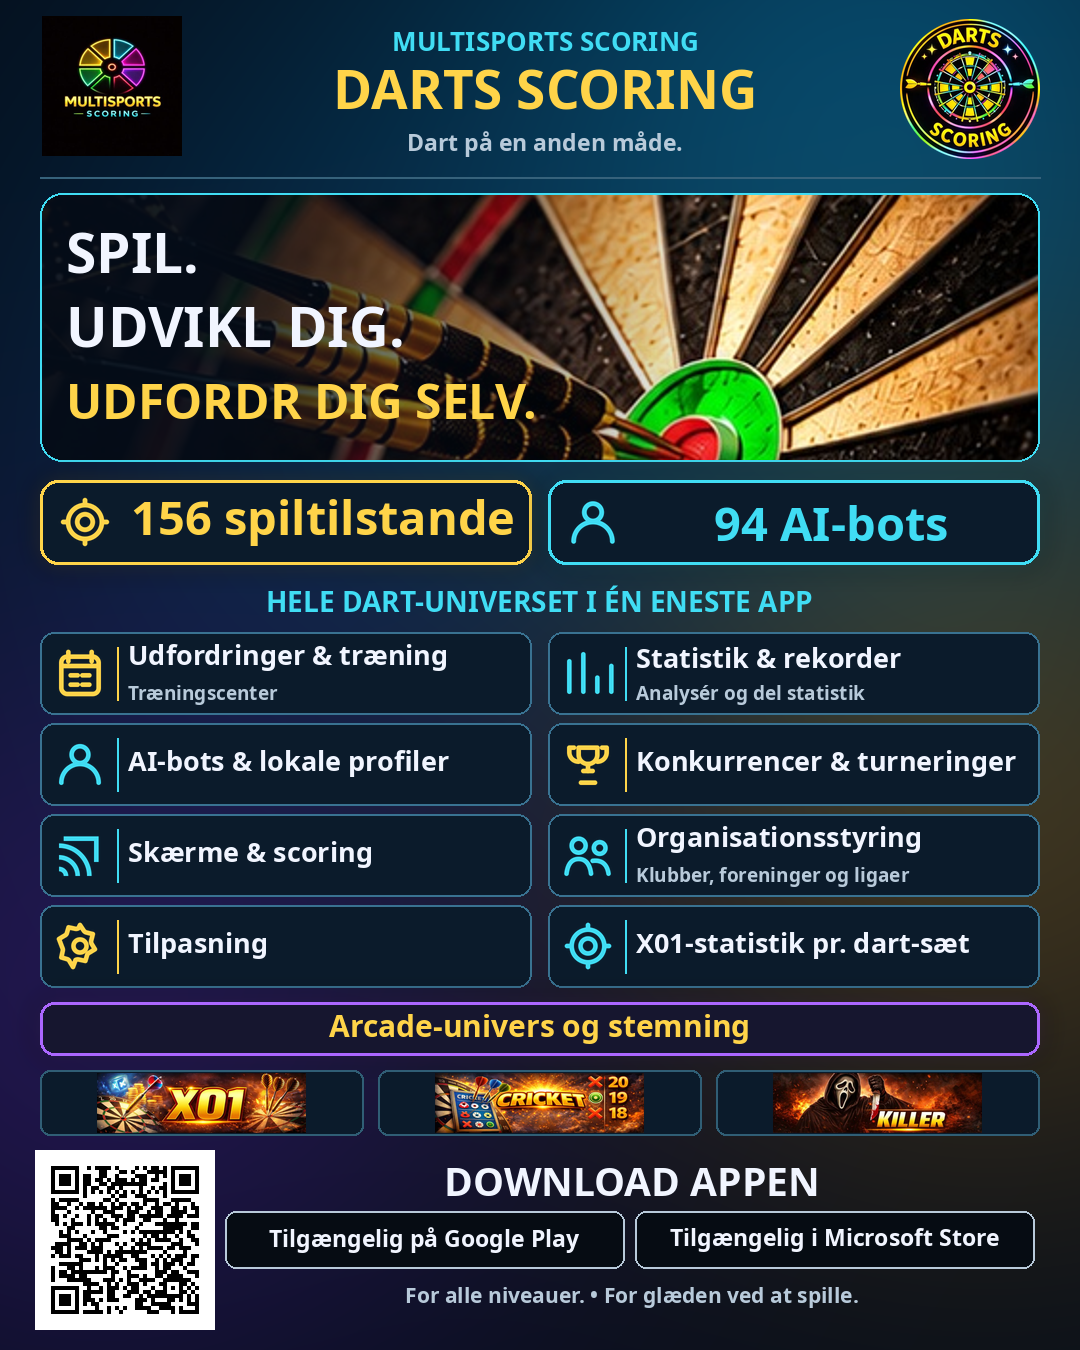 MULTISPORTS
SCORING
MULTISPORTS SCORING
DARTS SCORING
Dart på en anden måde.
DARTS
SCORING
SPIL.
UDVIKL DIG.
UDFORDR DIG SELV.
156 spiltilstande
94 AI-bots
HELE DART-UNIVERSET I ÉN ENESTE APP
Udfordringer & træning
Træningscenter
Statistik & rekorder
Analysér og del statistik
AI-bots & lokale profiler
Konkurrencer & turneringer
Skærme & scoring
Organisationsstyring
Klubber, foreninger og ligaer
Tilpasning
X01-statistik pr. dart-sæt
Arcade-univers og stemning
X01
CRICKET
CRICKET
20
19
18
KILLER
DOWNLOAD APPEN
Tilgængelig på Google Play
Tilgængelig i Microsoft Store
For alle niveauer. • For glæden ved at spille.